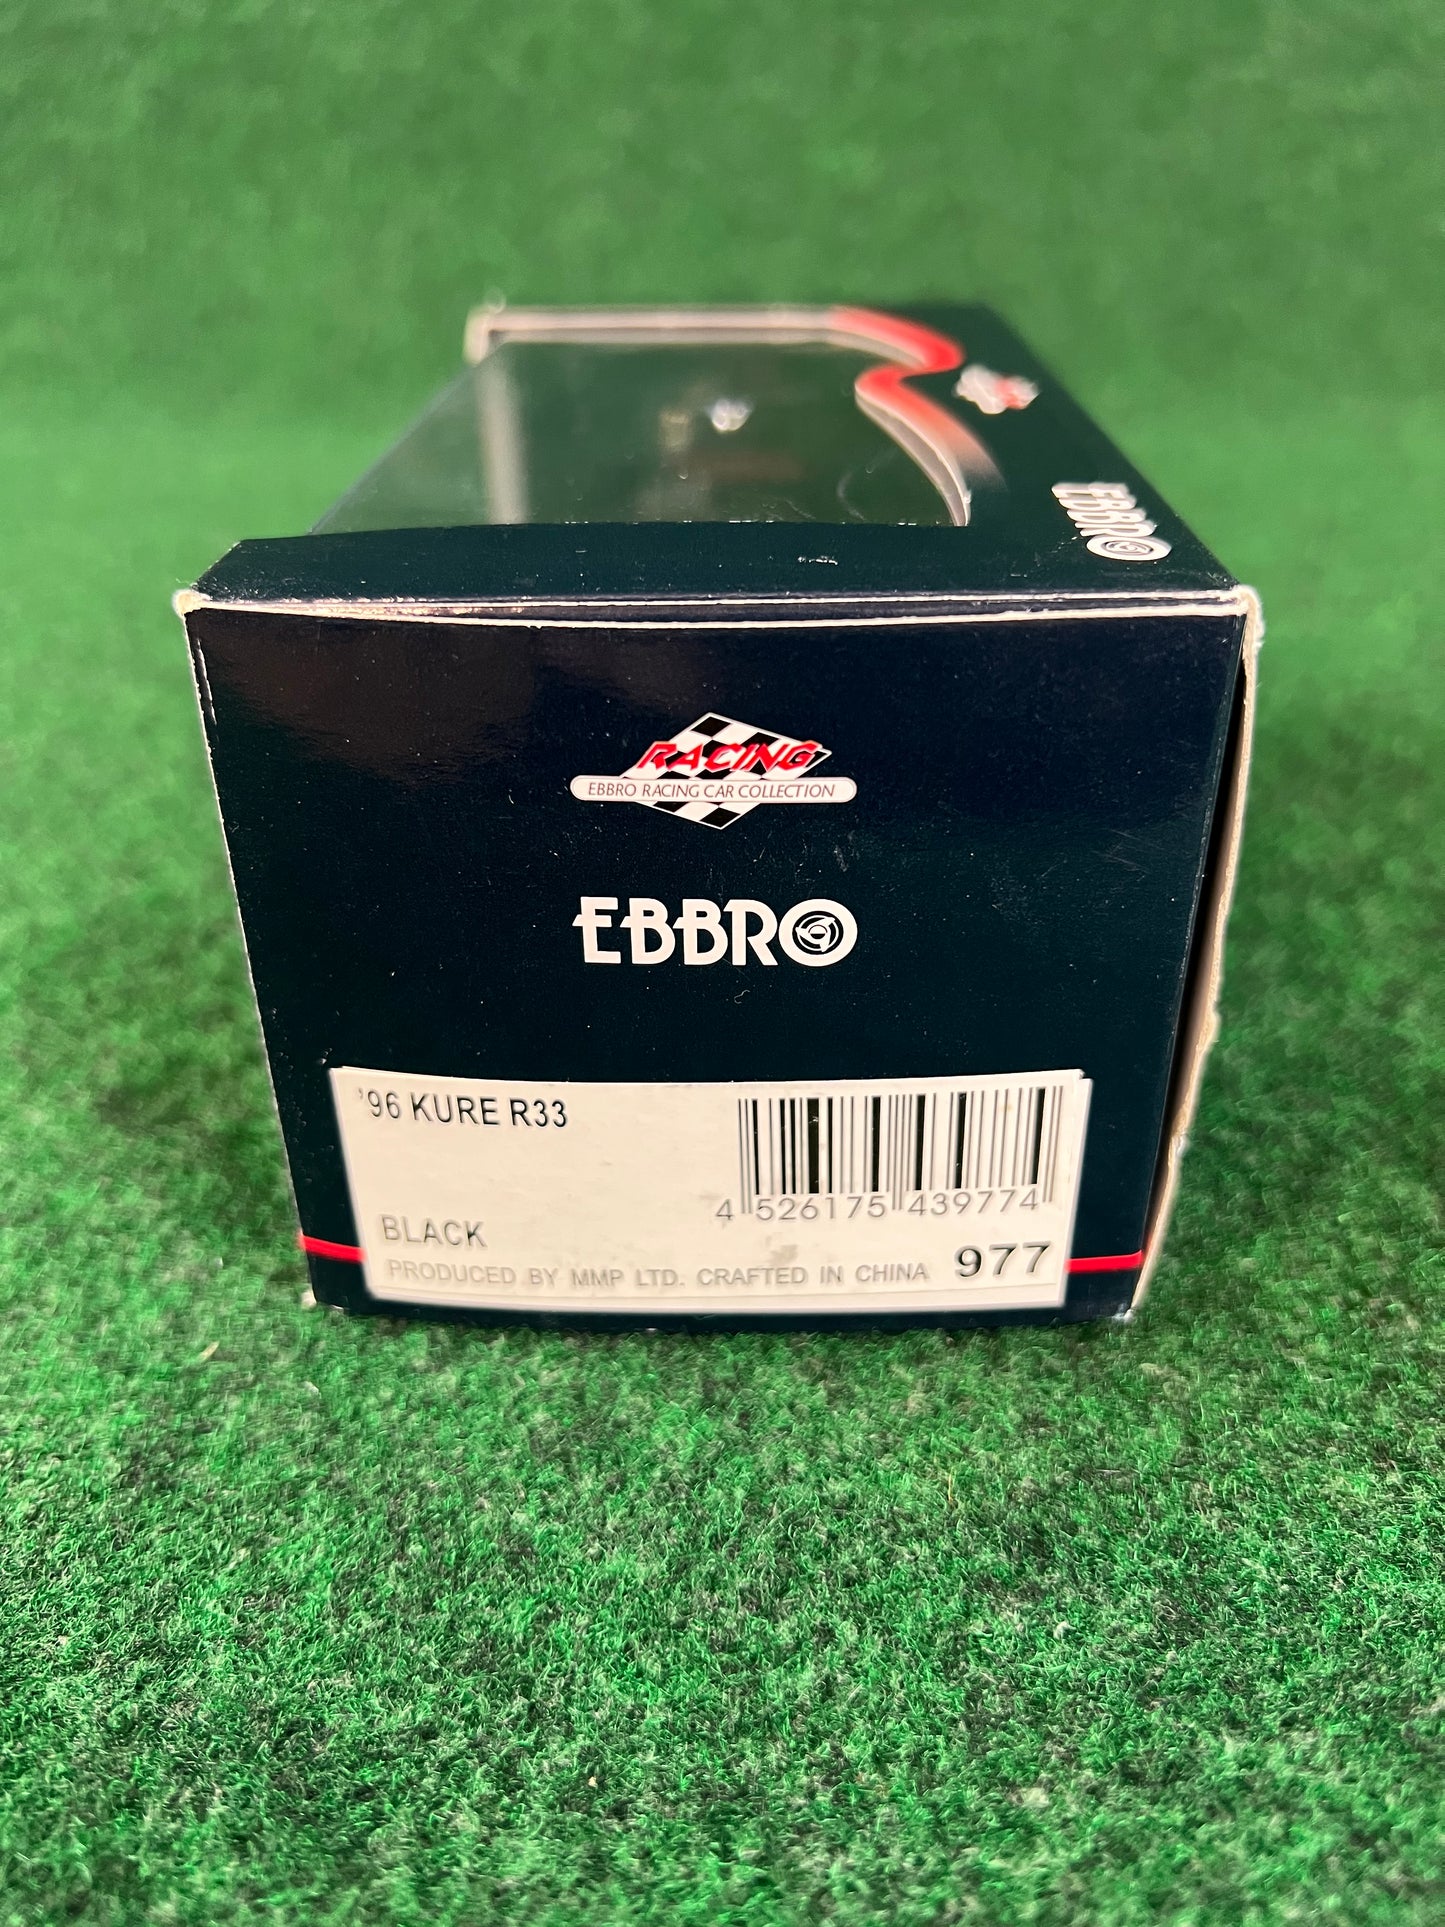 EBBRO
RACING
EBBRO RACING CAR COLLECTION
EBBRO
'96 KURE R33
4 526175 439774
BLACK
PRODUCED BY MMP LTD. CRAFTED IN CHINA 977